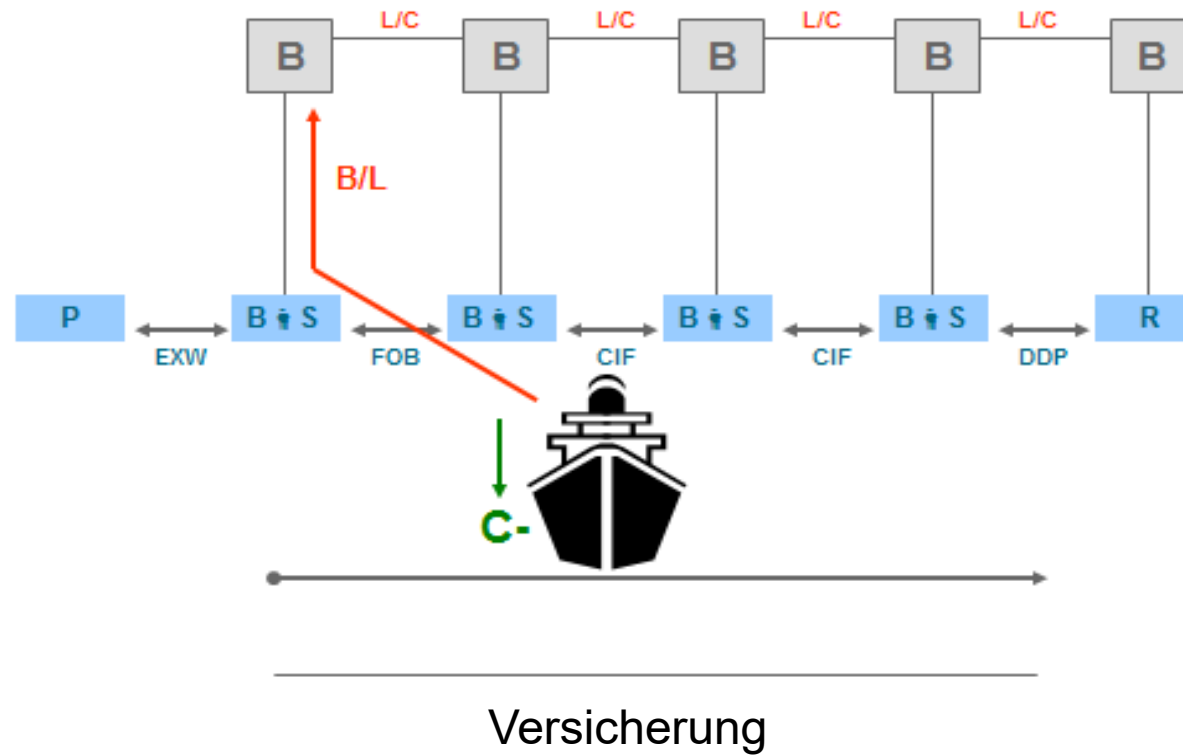 L/C L/C L/C L/C
B B B B B
B/L
P B S B S B S B S R
EXW FOB CIF CIF DDP
C-
Versicherung